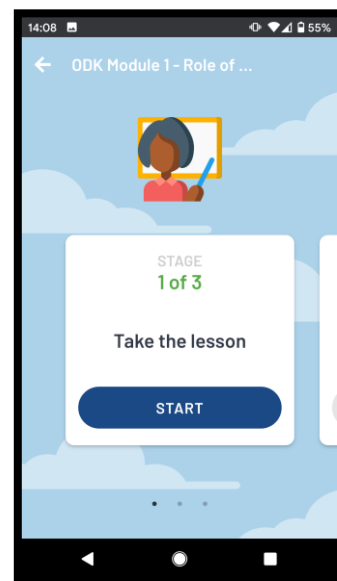 14:08 55%
ODK Module 1 - Role of ...
STAGE
1 of 3
Take the lesson
START